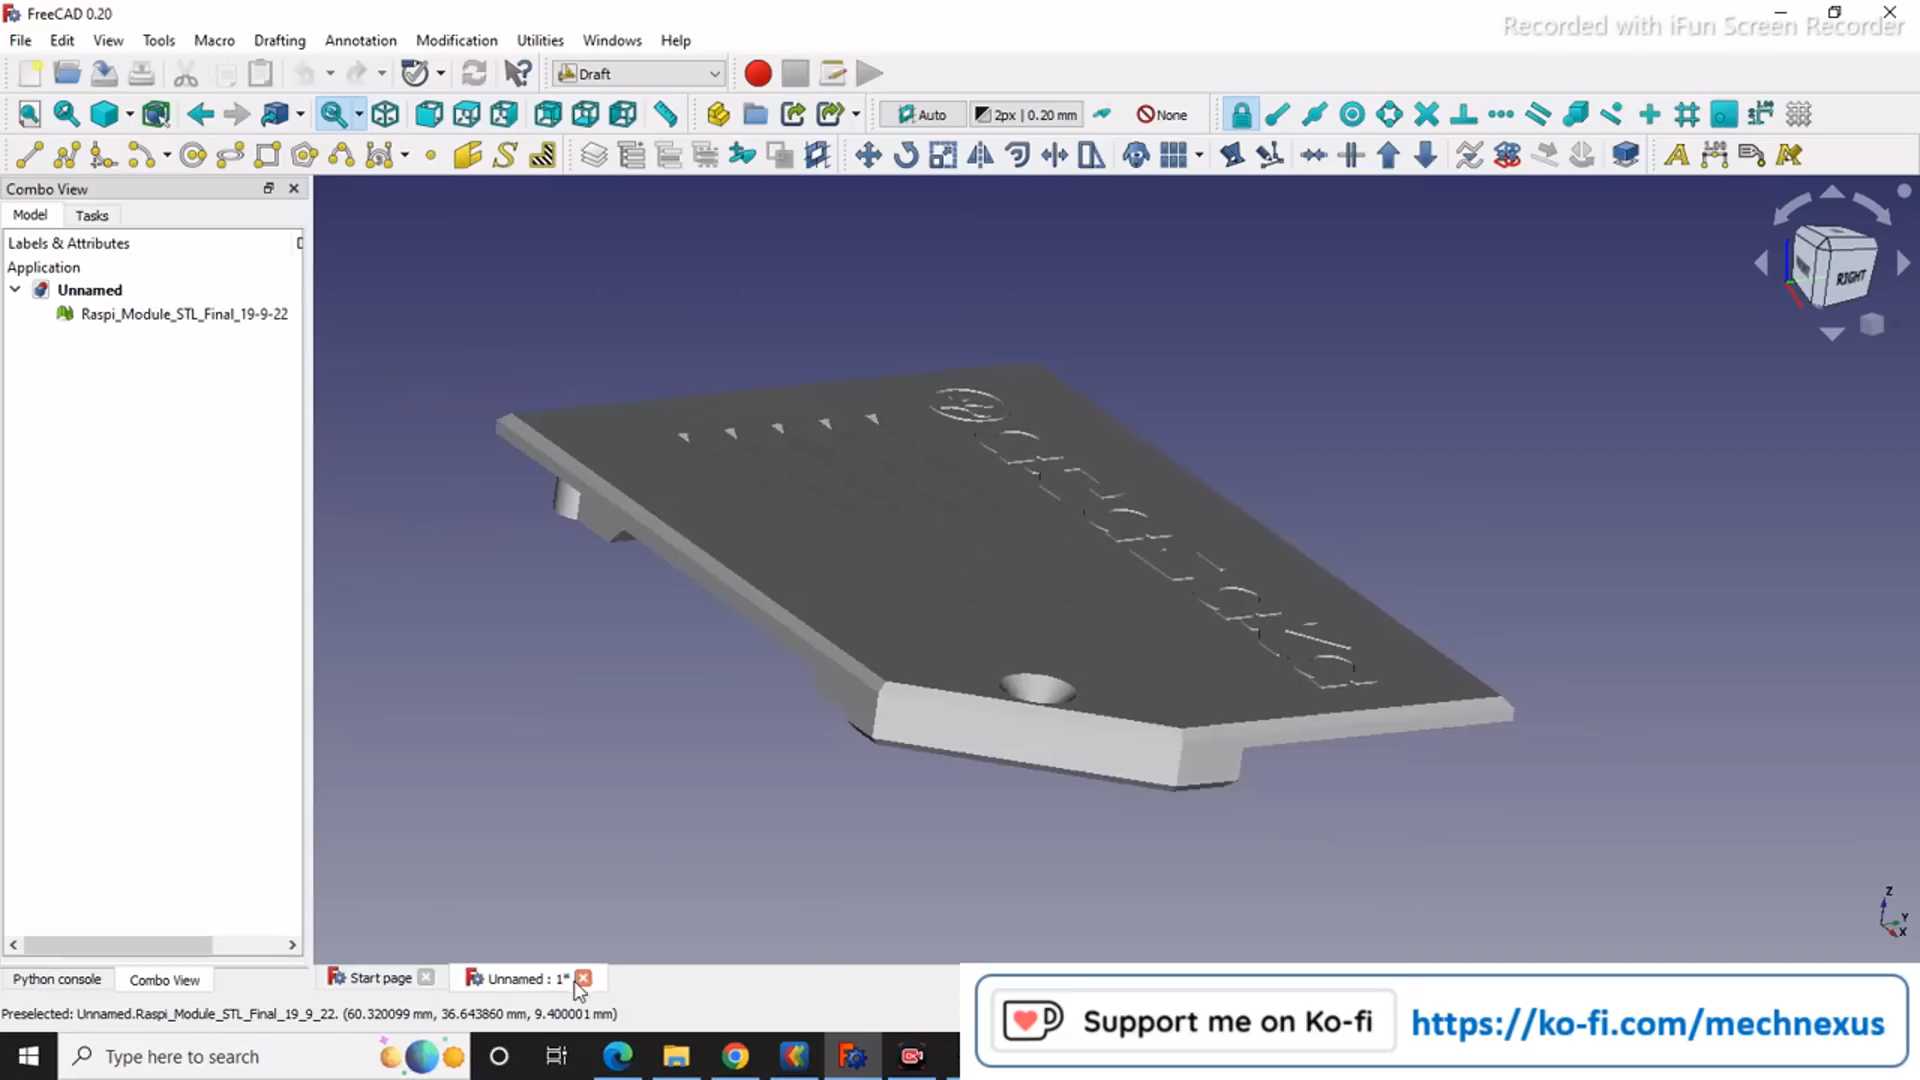 FreeCAD 0.20
Recorded with iFun Screen Recorder
File Edit View Tools Macro Drafting Annotation Modification Utilities Windows Help
Draft
Auto 2px | 0.20 mm None
Combo View
Model Tasks
Labels & Attributes
Application
Unnamed
Raspi_Module_STL_Final_19-9-22
RIGHT
Z
Y
X
Python console Combo View Start page Unnamed : 1*
Preselected: Unnamed.Raspi_Module_STL_Final_19_9_22. (60.320099 mm, 36.643860 mm, 9.400001 mm)
Support me on Ko-fi https://ko-fi.com/mechnexus
Type here to search